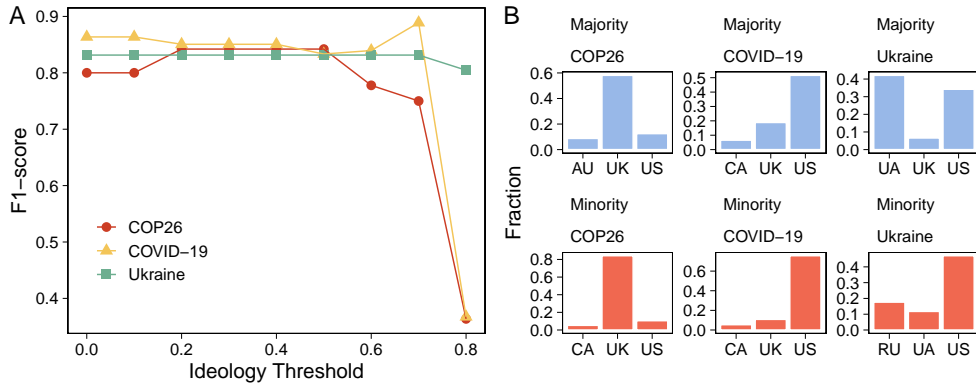 A
F1−score
0.9
0.8
0.7
0.6
0.5
0.4
COP26
COVID−19
Ukraine
0.0 0.2 0.4 0.6 0.8
Ideology Threshold
B
Fraction
Majority Majority Majority
COP26 COVID−19 Ukraine
0.6
0.4
0.2
0.0
AU UK US
0.5
0.4
0.3
0.2
0.1
0.0
CA UK US
0.4
0.3
0.2
0.1
0.0
UA UK US
Minority Minority Minority
COP26 COVID−19 Ukraine
0.8
0.6
0.4
0.2
0.0
CA UK US
0.6
0.4
0.2
0.0
CA UK US
0.4
0.3
0.2
0.1
0.0
RU UA US